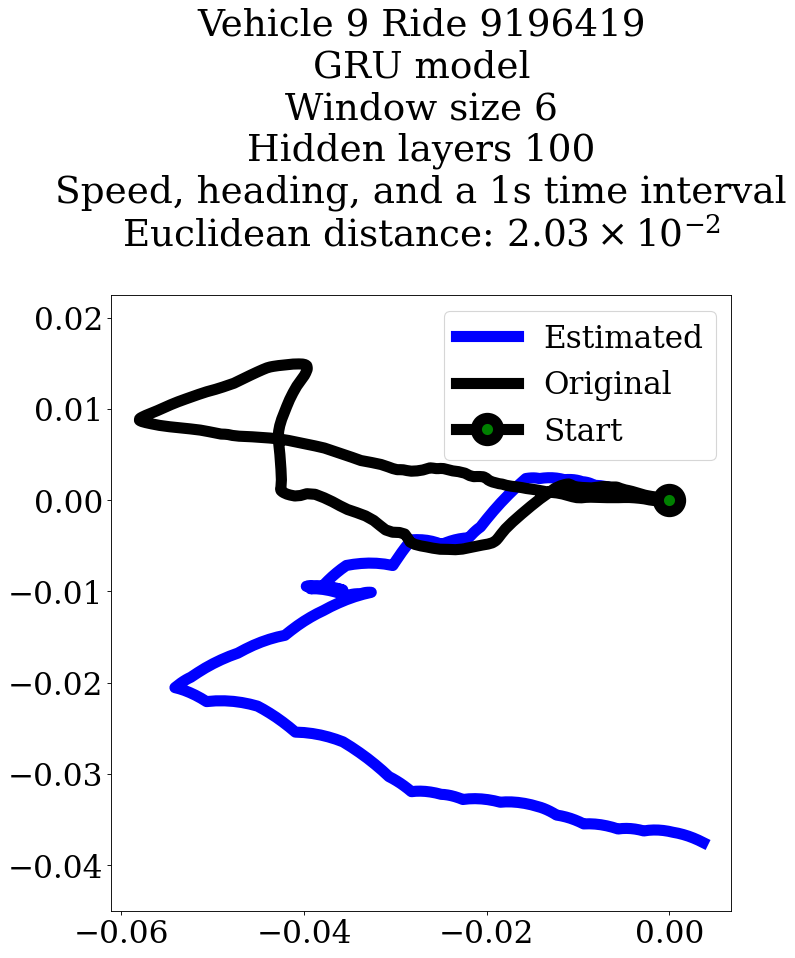 Vehicle 9 Ride 9196419
GRU model
Window size 6
Hidden layers 100
Speed, heading, and a 1s time interval
Euclidean distance: 2.03 × 10⁻²
Estimated
Original
Start
0.02
0.01
0.00
−0.01
−0.02
−0.03
−0.04
−0.06
−0.04
−0.02
0.00